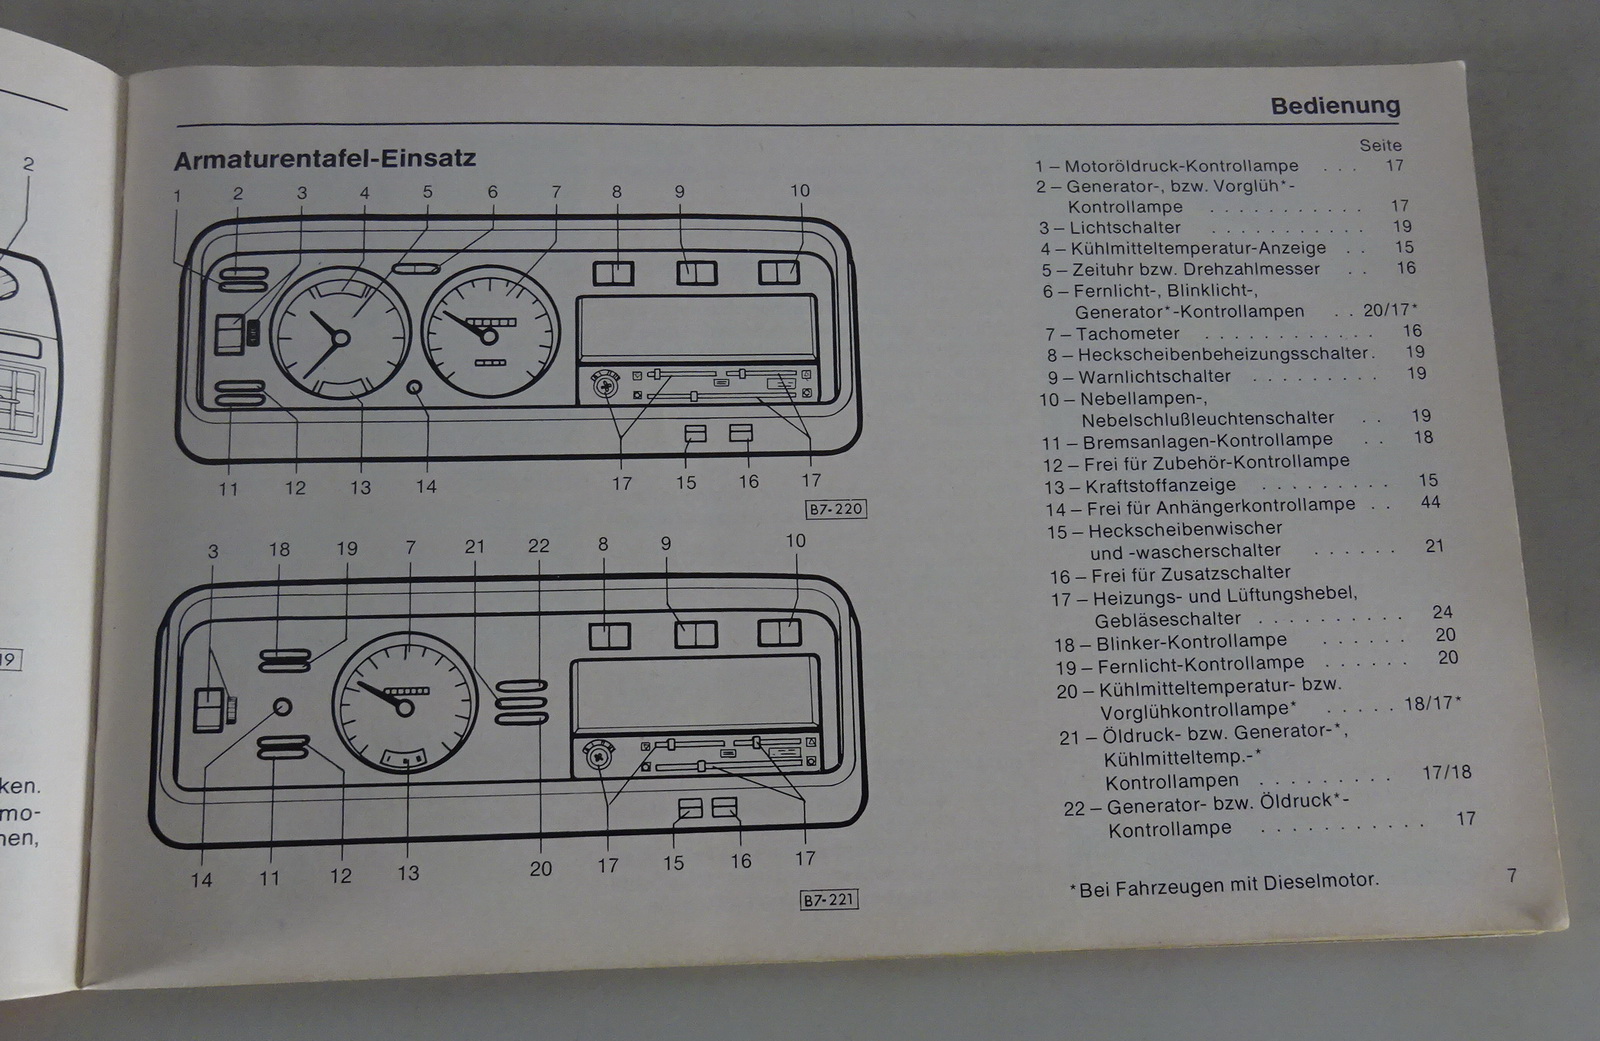 2
19
ken.
mo-
nen,
Bedienung
Armaturentafel-Einsatz
1 2 3 4 5 6 7 8 9 10
11 12 13 14 17 15 16 17
B7-220
3 18 19 7 21 22 8 9 10
14 11 12 13 20 17 15 16 17
B7-221
Seite
1 – Motoröldruck-Kontrollampe . . . 17
2 – Generator-, bzw. Vorglüh*-
Kontrollampe . . . . . . . . . . . 17
3 – Lichtschalter . . . . . . . . . . . 19
4 – Kühlmitteltemperatur-Anzeige . . 15
5 – Zeituhr bzw. Drehzahlmesser . . 16
6 – Fernlicht-, Blinklicht-,
Generator*-Kontrollampen . . 20/17*
7 – Tachometer . . . . . . . . . . . . 16
8 – Heckscheibenbeheizungsschalter. 19
9 – Warnlichtschalter . . . . . . . . . 19
10 – Nebellampen-,
Nebelschlußleuchtenschalter . . 19
11 – Bremsanlagen-Kontrollampe . . 18
12 – Frei für Zubehör-Kontrollampe
13 – Kraftstoffanzeige . . . . . . . . . 15
14 – Frei für Anhängerkontrollampe . . 44
15 – Heckscheibenwischer
und -wascherschalter . . . . . . 21
16 – Frei für Zusatzschalter
17 – Heizungs- und Lüftungshebel,
Gebläseschalter . . . . . . . . . . 24
18 – Blinker-Kontrollampe . . . . . . 20
19 – Fernlicht-Kontrollampe . . . . . . 20
20 – Kühlmitteltemperatur- bzw.
Vorglühkontrollampe* . . . . . 18/17*
21 – Öldruck- bzw. Generator-*,
Kühlmitteltemp.-*
Kontrollampen . . . . . . . . . 17/18
22 – Generator- bzw. Öldruck*-
Kontrollampe . . . . . . . . . . . 17
*Bei Fahrzeugen mit Dieselmotor.
7